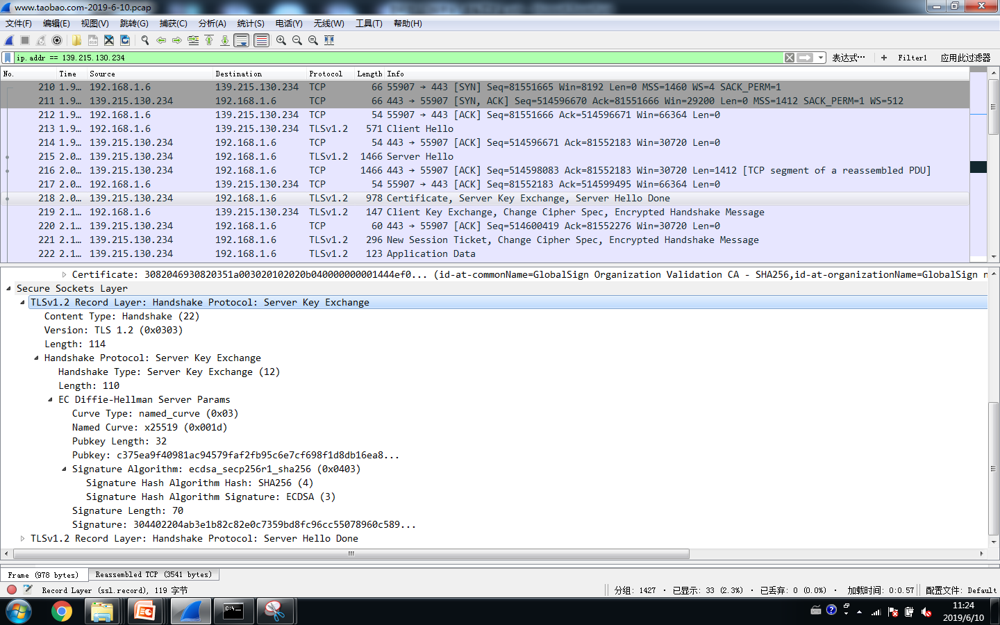 www.taobao.com-2019-6-10.pcap
文件(F) 编辑(E) 视图(V) 跳转(G) 捕获(C) 分析(A) 统计(S) 电话(Y) 无线(W) 工具(T) 帮助(H)
ip.addr == 139.215.130.234 表达式… + Filter1 应用此过滤器
No. Time Source Destination Protocol Length Info
210 1.9… 192.168.1.6 139.215.130.234 TCP 66 55907 → 443 [SYN] Seq=81551665 Win=8192 Len=0 MSS=1460 WS=4 SACK_PERM=1
211 1.9… 139.215.130.234 192.168.1.6 TCP 66 443 → 55907 [SYN, ACK] Seq=514596670 Ack=81551666 Win=29200 Len=0 MSS=1412 SACK_PERM=1 WS=512
212 1.9… 192.168.1.6 139.215.130.234 TCP 54 55907 → 443 [ACK] Seq=81551666 Ack=514596671 Win=66364 Len=0
213 1.9… 192.168.1.6 139.215.130.234 TLSv1.2 571 Client Hello
214 1.9… 139.215.130.234 192.168.1.6 TCP 54 443 → 55907 [ACK] Seq=514596671 Ack=81552183 Win=30720 Len=0
215 2.0… 139.215.130.234 192.168.1.6 TLSv1.2 1466 Server Hello
216 2.0… 139.215.130.234 192.168.1.6 TCP 1466 443 → 55907 [ACK] Seq=514598083 Ack=81552183 Win=30720 Len=1412 [TCP segment of a reassembled PDU]
217 2.0… 192.168.1.6 139.215.130.234 TCP 54 55907 → 443 [ACK] Seq=81552183 Ack=514599495 Win=66364 Len=0
218 2.0… 139.215.130.234 192.168.1.6 TLSv1.2 978 Certificate, Server Key Exchange, Server Hello Done
219 2.1… 192.168.1.6 139.215.130.234 TLSv1.2 147 Client Key Exchange, Change Cipher Spec, Encrypted Handshake Message
220 2.1… 139.215.130.234 192.168.1.6 TCP 60 443 → 55907 [ACK] Seq=514600419 Ack=81552276 Win=30720 Len=0
221 2.1… 139.215.130.234 192.168.1.6 TLSv1.2 296 New Session Ticket, Change Cipher Spec, Encrypted Handshake Message
222 2.1… 139.215.130.234 192.168.1.6 TLSv1.2 123 Application Data
Certificate: 3082046930820351a003020102020b040000000001444ef0... (id-at-commonName=GlobalSign Organization Validation CA - SHA256,id-at-organizationName=GlobalSign n
Secure Sockets Layer
TLSv1.2 Record Layer: Handshake Protocol: Server Key Exchange
Content Type: Handshake (22)
Version: TLS 1.2 (0x0303)
Length: 114
Handshake Protocol: Server Key Exchange
Handshake Type: Server Key Exchange (12)
Length: 110
EC Diffie-Hellman Server Params
Curve Type: named_curve (0x03)
Named Curve: x25519 (0x001d)
Pubkey Length: 32
Pubkey: c375ea9f40981ac94579faf2fb95c6e7cf698f1d8db16ea8...
Signature Algorithm: ecdsa_secp256r1_sha256 (0x0403)
Signature Hash Algorithm Hash: SHA256 (4)
Signature Hash Algorithm Signature: ECDSA (3)
Signature Length: 70
Signature: 304402204ab3e1b82c82e0c7359bd8fc96cc55078960c589...
TLSv1.2 Record Layer: Handshake Protocol: Server Hello Done
Frame (978 bytes) Reassembled TCP (3541 bytes)
Record Layer (ssl.record), 119 字节 分组: 1427 · 已显示: 33 (2.3%) · 已丢弃: 0 (0.0%) · 加载时间: 0:0.57 配置文件: Default
11:24
2019/6/10